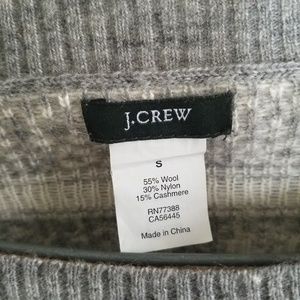 J.CREW
S
55% Wool
30% Nylon
15% Cashmere
RN77388
CA56445
Made in China